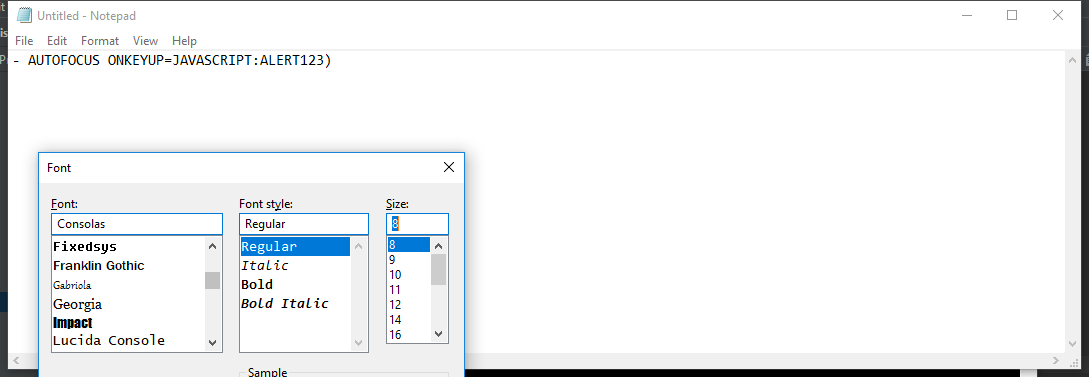 Untitled - Notepad
File Edit Format View Help
- AUTOFOCUS ONKEYUP=JAVASCRIPT:ALERT123)
Font
Font: Font style: Size:
Consolas Regular 8
Fixedsys Regular 8
Franklin Gothic Italic 9
Gabriola Bold 10
Georgia Bold Italic 11
Impact 12
Lucida Console 14
16
Sample